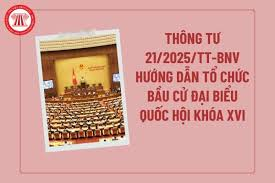 THÔNG TƯ
21/2025/TT-BNV
HƯỚNG DẪN TỔ CHỨC
BẦU CỬ ĐẠI BIỂU
QUỐC HỘI KHÓA XVI